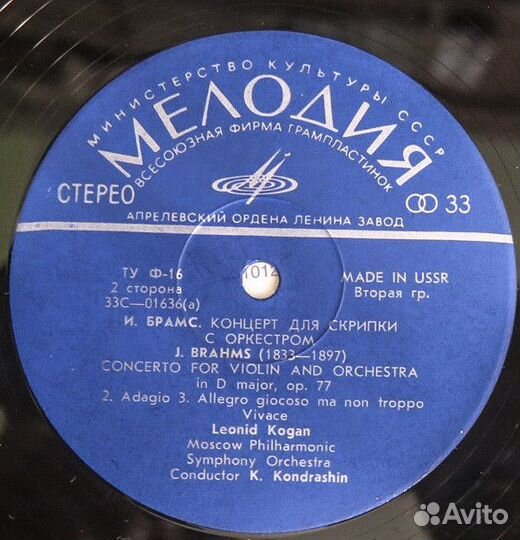 МИНИСТЕРСТВО КУЛЬТУРЫ СССР
МЕЛОДИЯ
ВСЕСОЮЗНАЯ ФИРМА ГРАМПЛАСТИНОК
СТЕРЕО
33
АПРЕЛЕВСКИЙ ОРДЕНА ЛЕНИНА ЗАВОД
ТУ Ф-16
2 сторона
33С—01636(а)
1012
MADE IN USSR
Вторая гр.
И. БРАМС. КОНЦЕРТ ДЛЯ СКРИПКИ
С ОРКЕСТРОМ
J. BRAHMS (1833—1897)
CONCERTO FOR VIOLIN AND ORCHESTRA
in D major, op. 77
2. Adagio 3. Allegro giocoso ma non troppo
Vivace
Leonid Kogan
Moscow Philharmonic
Symphony Orchestra
Conductor K. Kondrashin
Avito